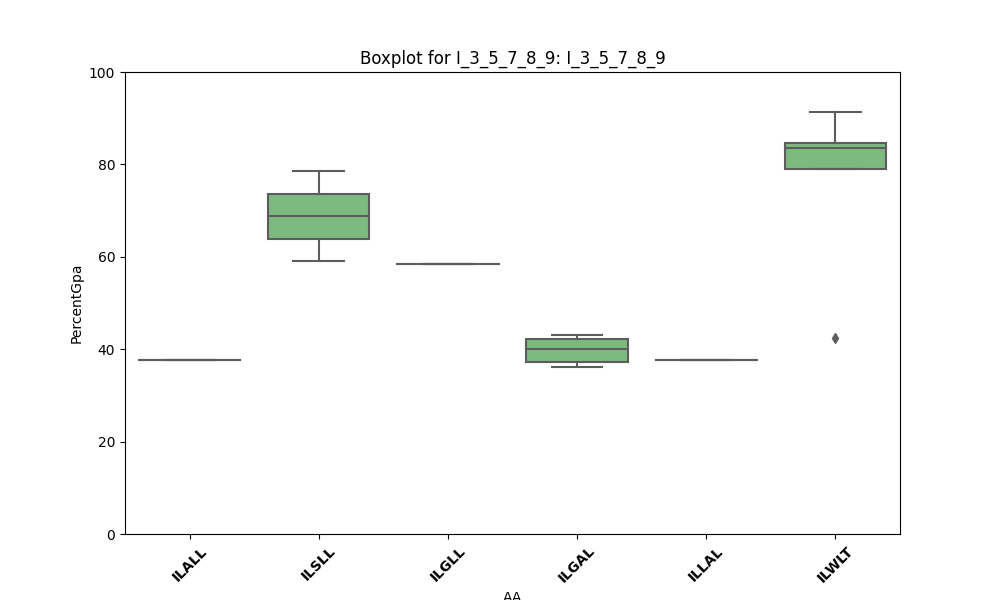 Boxplot for I_3_5_7_8_9: I_3_5_7_8_9
100
80
60
40
20
0
PercentGpa
ILALL
ILSLL
ILGLL
ILGAL
ILLAL
ILWLT
AA